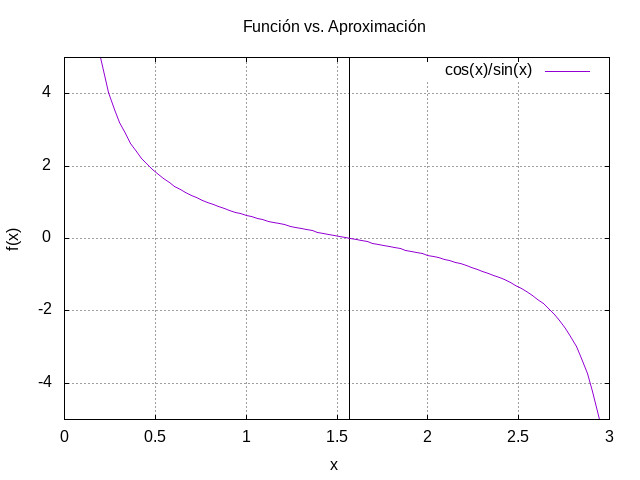 Función vs. Aproximación
cos(x)/sin(x)
4
2
0
-2
-4
f(x)
0 0.5 1 1.5 2 2.5 3
x